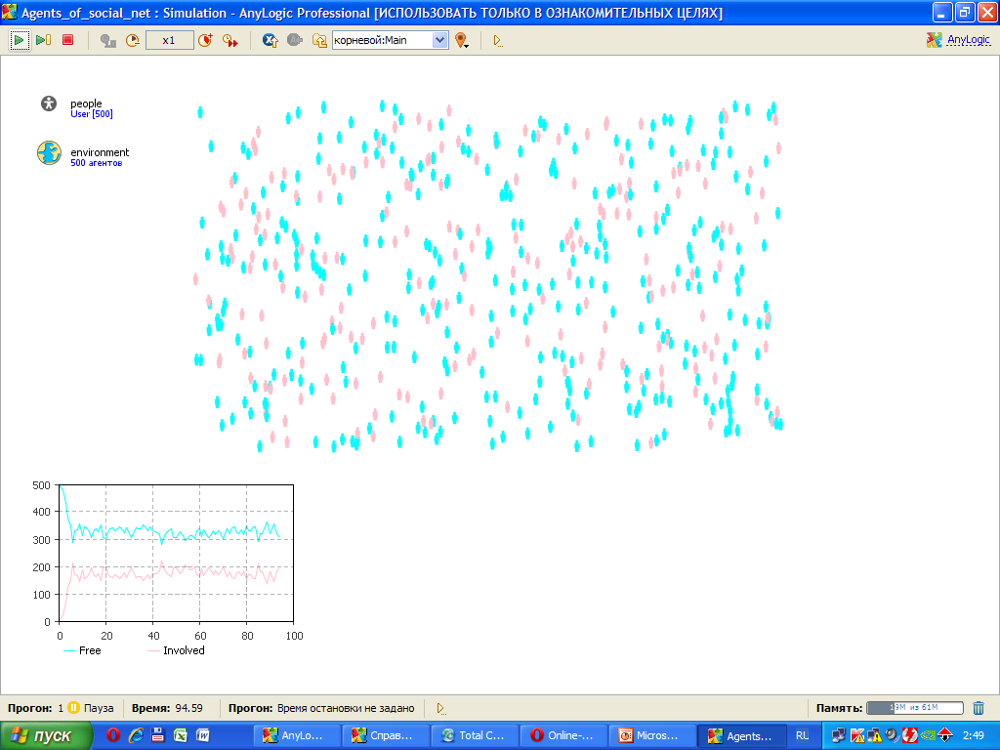 Agents_of_social_net : Simulation - AnyLogic Professional [ИСПОЛЬЗОВАТЬ ТОЛЬКО В ОЗНАКОМИТЕЛЬНЫХ ЦЕЛЯХ]
x1
корневой:Main
AnyLogic
people
User [500]
environment
500 агентов
500
400
300
200
100
0
0 20 40 60 80 100
Free Involved
Прогон: 1 Пауза Время: 94.59 Прогон: Время остановки не задано Память: 19M из 61M
пуск AnyLo... Справ... Total C... Online-... Micros... Agents... RU 2:49